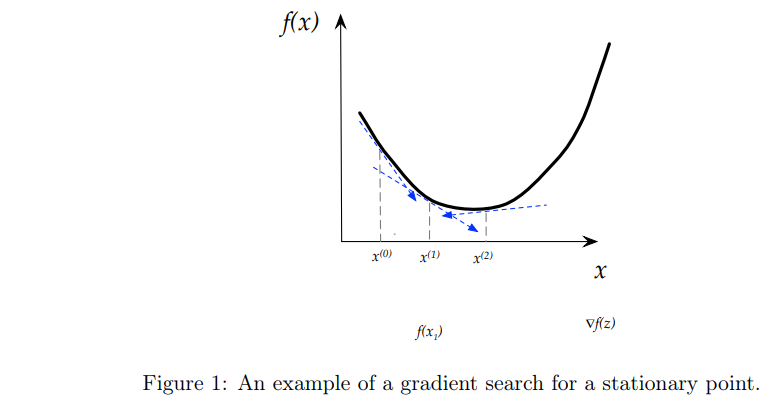 f(x)
x⁽⁰⁾ x⁽¹⁾ x⁽²⁾
x
∇f(z)
f(x₁)
Figure 1: An example of a gradient search for a stationary point.